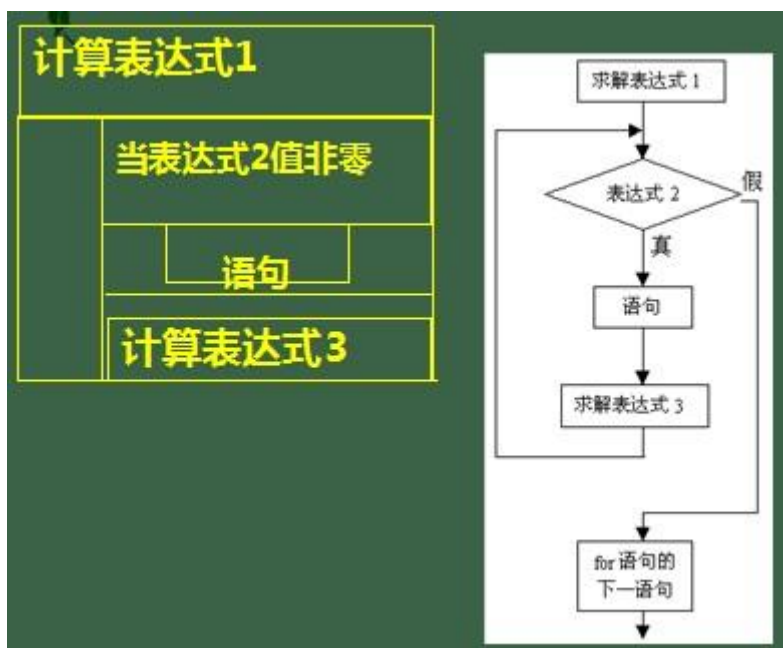 计算表达式1
当表达式2值非零
语句
计算表达式3
求解表达式 1
表达式 2
假
真
语句
求解表达式 3
for 语句的
下一语句